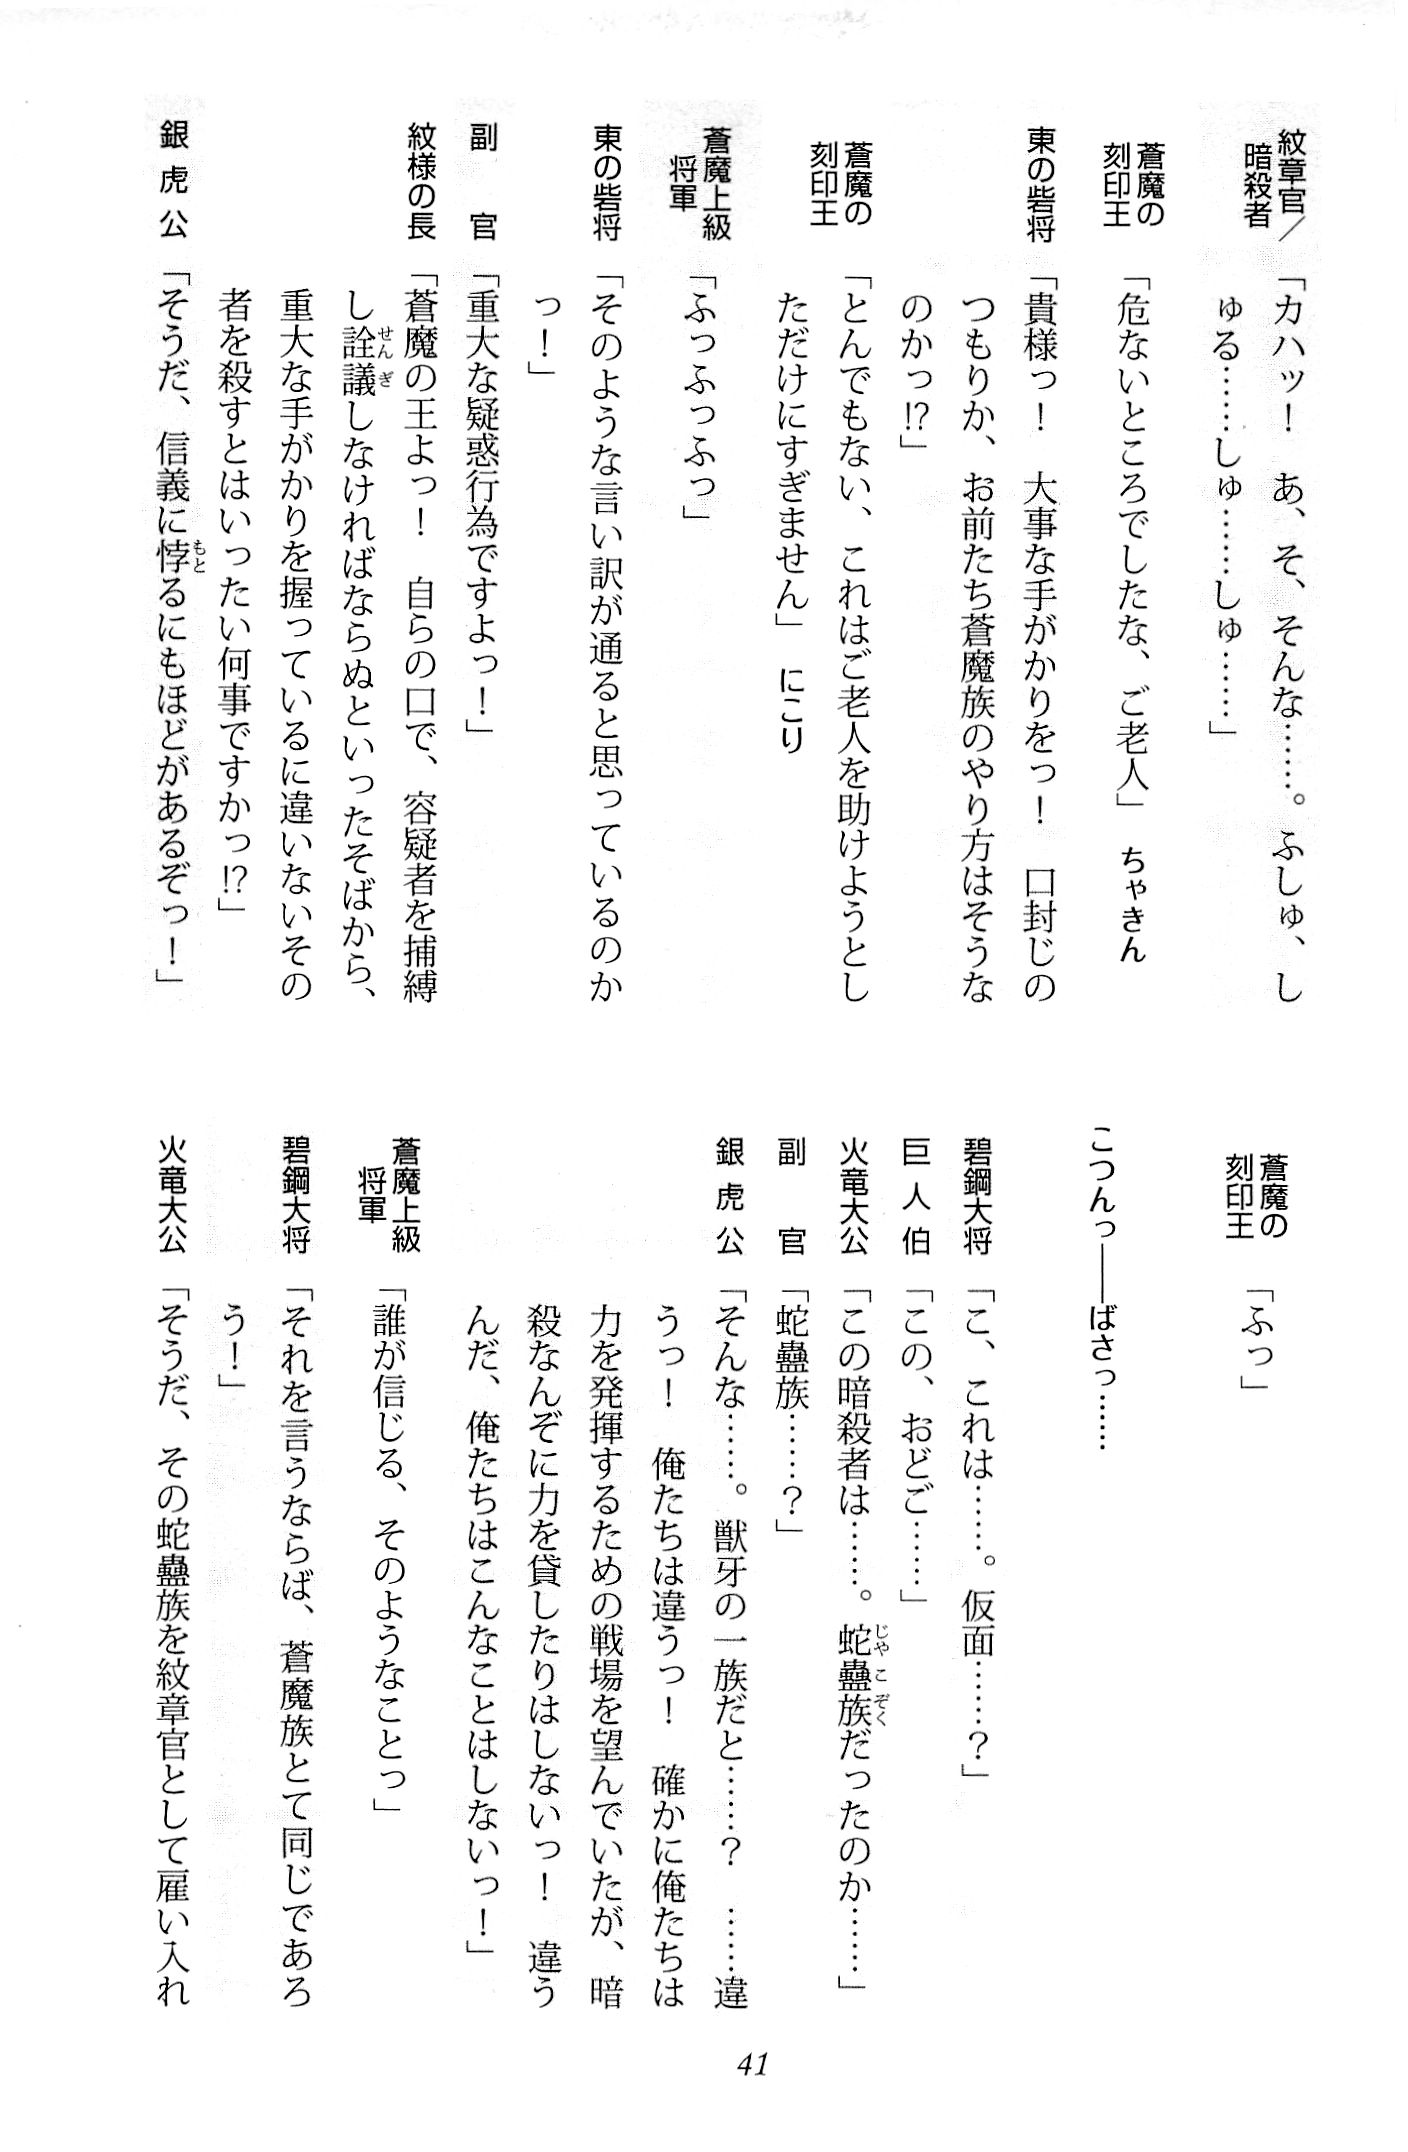 紋章官／
暗殺者
「カハッ！　あ、そ、そんな……。ふしゅ、し
ゅる……しゅ……しゅ……」
蒼魔の
刻印王
「危ないところでしたな、ご老人」　ちゃきん
東の砦将
「貴様っ！　大事な手がかりをっ！　口封じの
つもりか、お前たち蒼魔族のやり方はそうな
のかっ!?」
蒼魔の
刻印王
「とんでもない、これはご老人を助けようとし
ただけにすぎません」　にこり
蒼魔上級
将軍
「ふっふっふっ」
東の砦将
「そのような言い訳が通ると思っているのか
っ！」
副官
「重大な疑惑行為ですよっ！」
紋様の長
「蒼魔の王よっ！　自らの口で、容疑者を捕縛
し詮議しなければならぬといったそばから、
せんぎ
重大な手がかりを握っているに違いないその
者を殺すとはいったい何事ですかっ!?」
銀虎公
「そうだ、信義に悖るにもほどがあるぞっ！」
もと
蒼魔の
刻印王
「ふっ」
こつんっ――ばさっ……
碧鋼大将
「こ、これは……。仮面……？」
巨人伯
「この、おどご……」
火竜大公
「この暗殺者は……。蛇蠱族だったのか……」
じゃこぞく
副官
「蛇蠱族……？」
銀虎公
「そんな……。獣牙の一族だと……？　……違
うっ！　俺たちは違うっ！　確かに俺たちは
力を発揮するための戦場を望んでいたが、暗
殺なんぞに力を貸したりはしないっ！　違う
んだ、俺たちはこんなことはしないっ！」
蒼魔上級
将軍
「誰が信じる、そのようなことっ」
碧鋼大将
「それを言うならば、蒼魔族とて同じであろ
う！」
火竜大公
「そうだ、その蛇蠱族を紋章官として雇い入れ
41